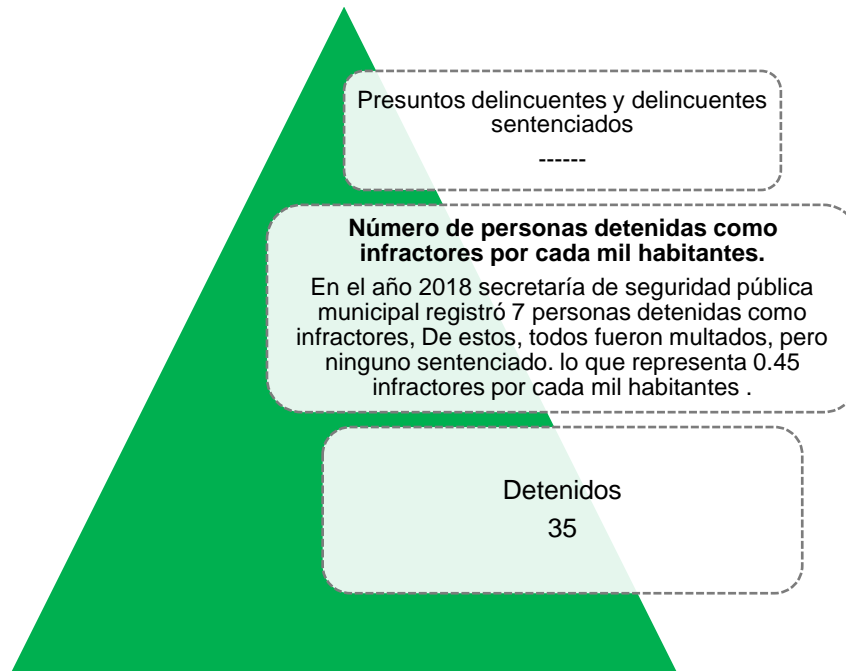 Presuntos delincuentes y delincuentes
sentenciados
------
Número de personas detenidas como
infractores por cada mil habitantes.
En el año 2018 secretaría de seguridad pública
municipal registró 7 personas detenidas como
infractores, De estos, todos fueron multados, pero
ninguno sentenciado. lo que representa 0.45
infractores por cada mil habitantes .
Detenidos
35